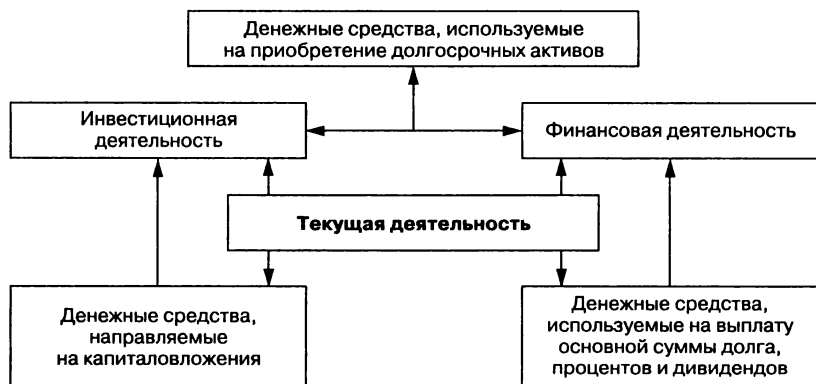 Денежные средства, используемые
на приобретение долгосрочных активов
Инвестиционная
деятельность
Финансовая деятельность
Текущая деятельность
Денежные средства,
направляемые
на капиталовложения
Денежные средства,
используемые на выплату
основной суммы долга,
процентов и дивидендов